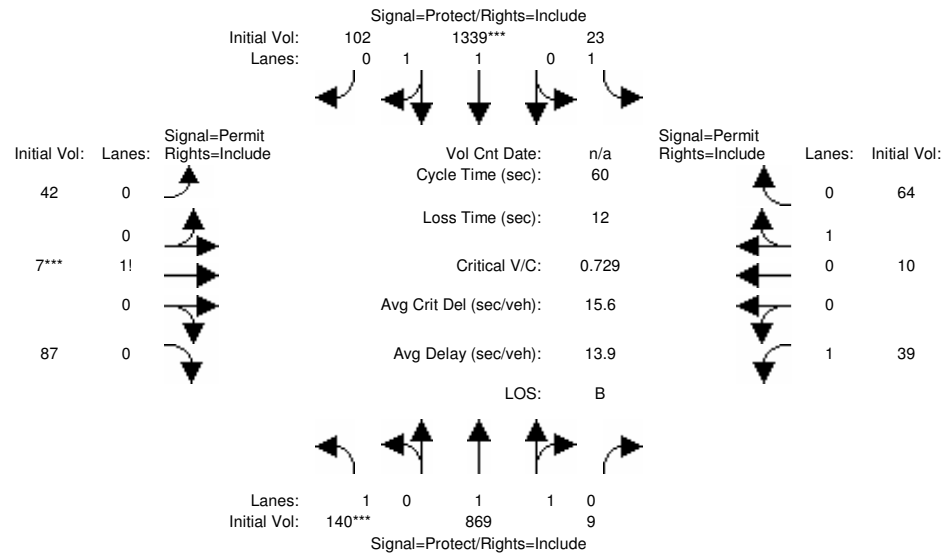 Signal=Protect/Rights=Include
Initial Vol: 102 1339*** 23
Lanes: 0 1 1 0 1
Signal=Permit Signal=Permit
Initial Vol: Lanes: Rights=Include Vol Cnt Date: n/a Rights=Include Lanes: Initial Vol:
Cycle Time (sec): 60
42 0 0 64
Loss Time (sec): 12
0 1
7*** 1! Critical V/C: 0.729 0 10
0 Avg Crit Del (sec/veh): 15.6 0
87 0 Avg Delay (sec/veh): 13.9 1 39
LOS: B
Lanes: 1 0 1 1 0
Initial Vol: 140*** 869 9
Signal=Protect/Rights=Include